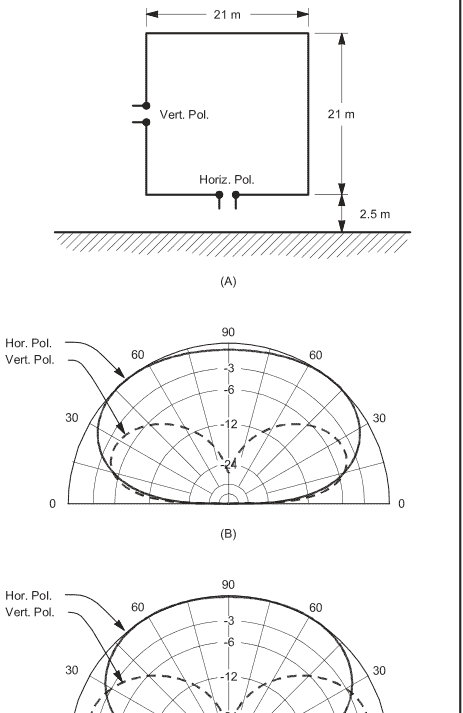 21 m
Vert. Pol.
21 m
Horiz. Pol.
2.5 m
(A)
90
Hor. Pol.
Vert. Pol.
60
60
-3
-6
30
30
-12
-24
0
0
(B)
90
Hor. Pol.
Vert. Pol.
60
60
-3
-6
30
30
-12